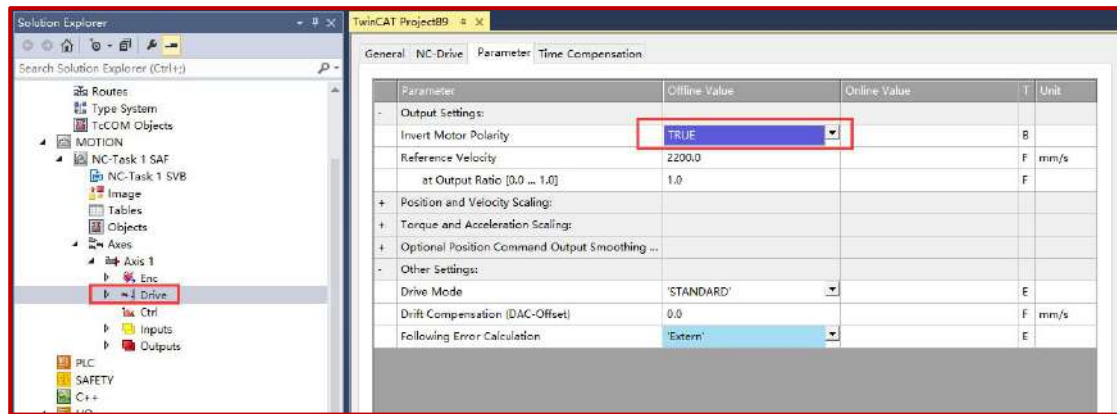 Solution Explorer
TwinCAT Project89
Search Solution Explorer (Ctrl+;)
Routes
Type System
TcCOM Objects
MOTION
NC-Task 1 SAF
NC-Task 1 SVB
Image
Tables
Objects
Axes
Axis 1
Enc
Drive
Ctrl
Inputs
Outputs
PLC
SAFETY
C++
I/O
General NC-Drive Parameter Time Compensation
Parameter Offline Value Online Value T Unit
- Output Settings:
Invert Motor Polarity TRUE B
Reference Velocity 2200.0 F mm/s
at Output Ratio [0.0 ... 1.0] 1.0 F
+ Position and Velocity Scaling:
+ Torque and Acceleration Scaling:
+ Optional Position Command Output Smoothing ...
- Other Settings:
Drive Mode 'STANDARD' E
Drift Compensation (DAC-Offset) 0.0 F mm/s
Following Error Calculation 'Extern' E